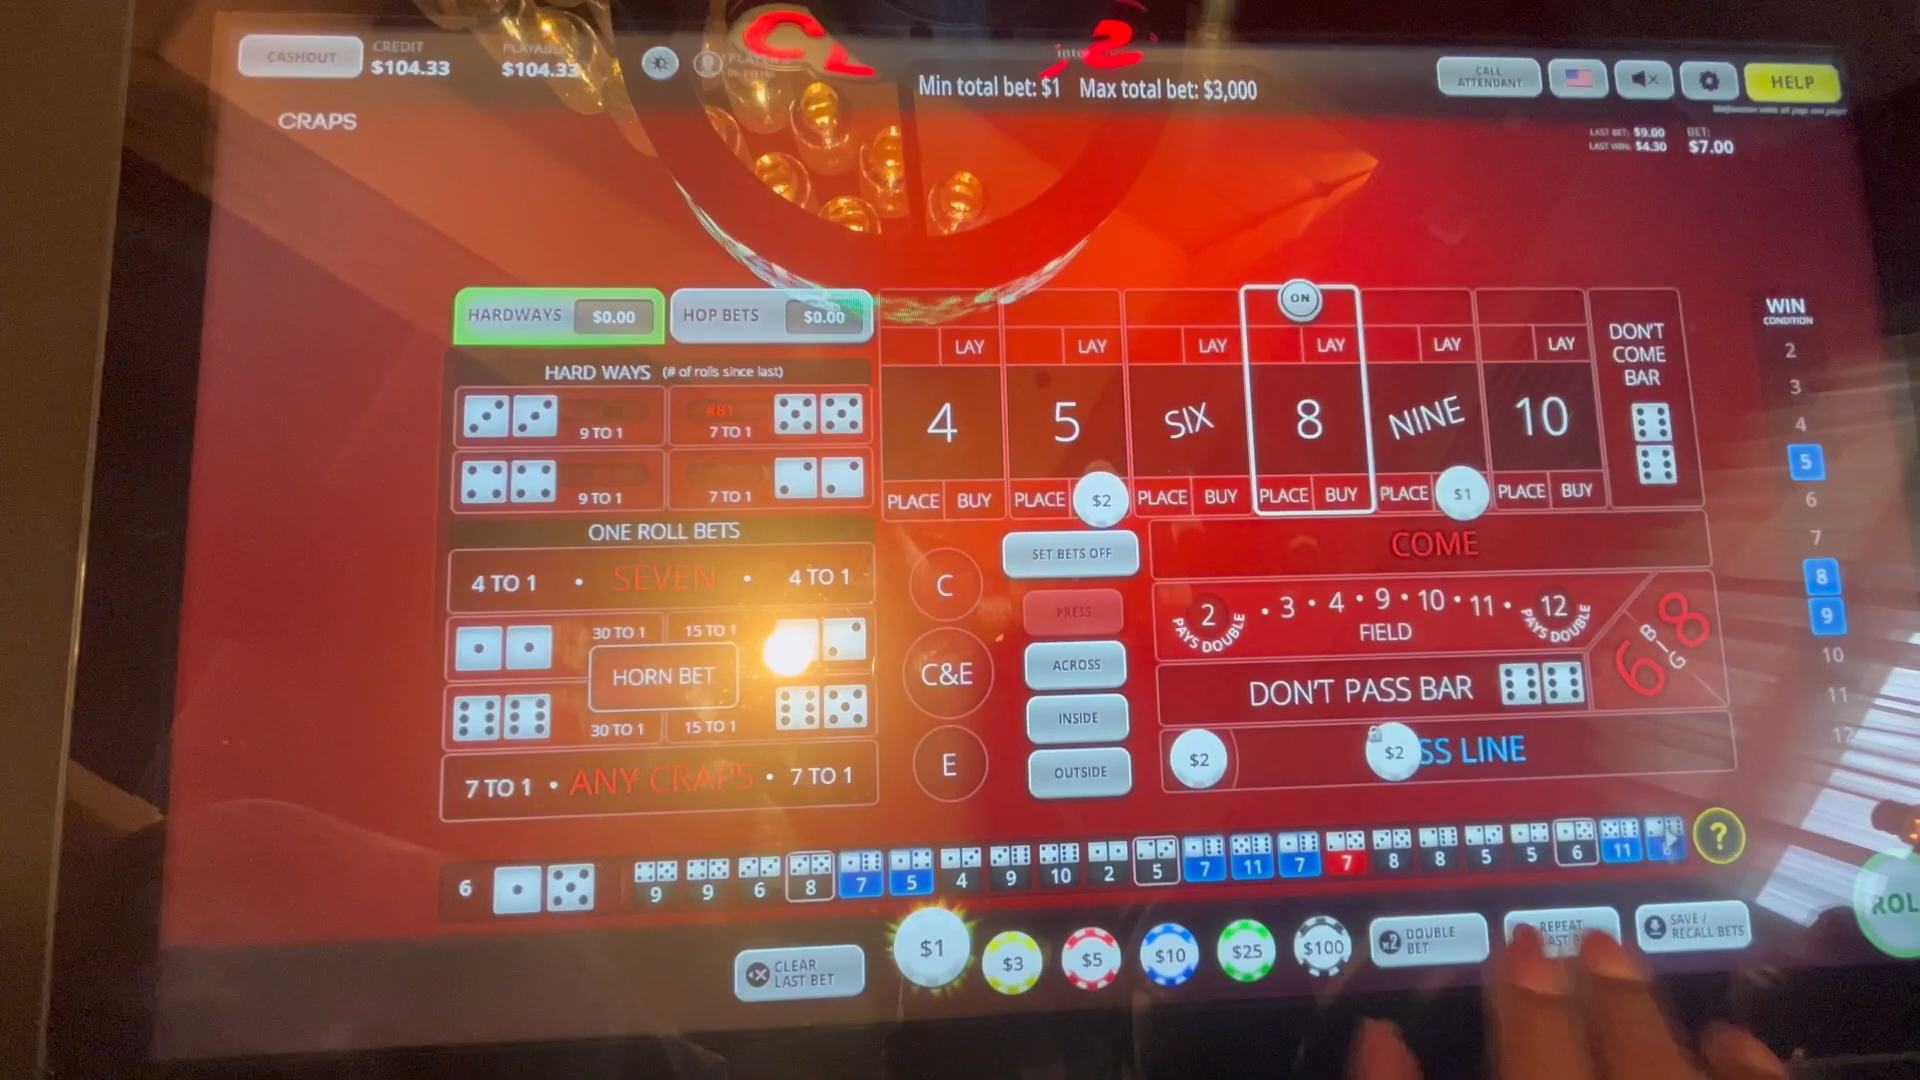 CASHOUT
CREDIT
$104.33
$104.33
Min total bet: $1 Max total bet: $3,000
CALL ATTENDANT
HELP
CRAPS
LAST BET: $9.00
LAST WIN: $4.30
BET:
$7.00
HARDWAYS $0.00
HOP BETS $0.00
HARD WAYS (# of rolls since last)
9 TO 1
#81
7 TO 1
9 TO 1
7 TO 1
ONE ROLL BETS
4 TO 1 • SEVEN • 4 TO 1
30 TO 1 15 TO 1
HORN BET
30 TO 1 15 TO 1
7 TO 1 • ANY CRAPS • 7 TO 1
C
C&E
E
LAY LAY LAY LAY LAY LAY
ON
4 5 SIX 8 NINE 10
PLACE BUY PLACE $2 PLACE BUY PLACE BUY PLACE $1 PLACE BUY
DON'T
COME
BAR
SET BETS OFF
PRESS
ACROSS
INSIDE
OUTSIDE
COME
2 • 3 • 4 • 9 • 10 • 11 • 12
PAYS DOUBLE FIELD PAYS DOUBLE
BIG
6 8
DON'T PASS BAR
$2 $2 SS LINE
WIN
CONDITION
2
3
4
5
6
7
8
9
10
11
12
6
9 9 6 8 7 5 4 9 10 2 5 7 11 7 7 8 8 5 5 6 11
?
CLEAR
LAST BET
$1 $3 $5 $10 $25 $100
x2 DOUBLE
BET
REPEAT
SAVE /
RECALL BETS
ROL